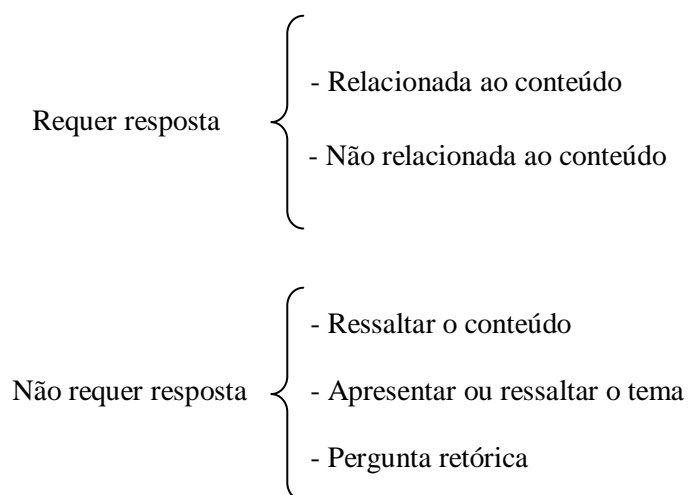 - Relacionada ao conteúdo
Requer resposta
- Não relacionada ao conteúdo
- Ressaltar o conteúdo
Não requer resposta - Apresentar ou ressaltar o tema
- Pergunta retórica